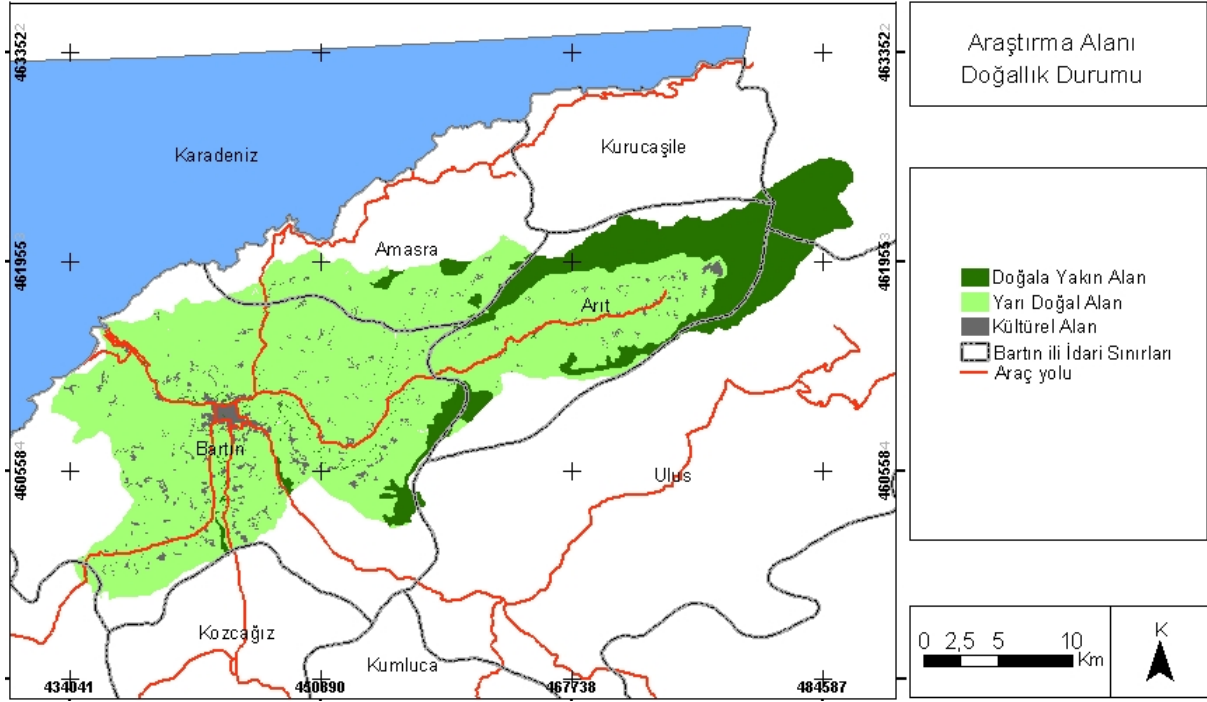 Araştırma Alanı
Doğallık Durumu
4633522
4633522
Karadeniz
Kurucaşile
Amasra
461955
4619553
Arıt
Doğala Yakın Alan
Yarı Doğal Alan
Kültürel Alan
Bartın ili İdari Sınırları
Araç yolu
Bartın
Ulus
4605584
4605584
Kozcağız
Kumluca
434041
450890
467738
484587
0 2,5 5 10
Km
K